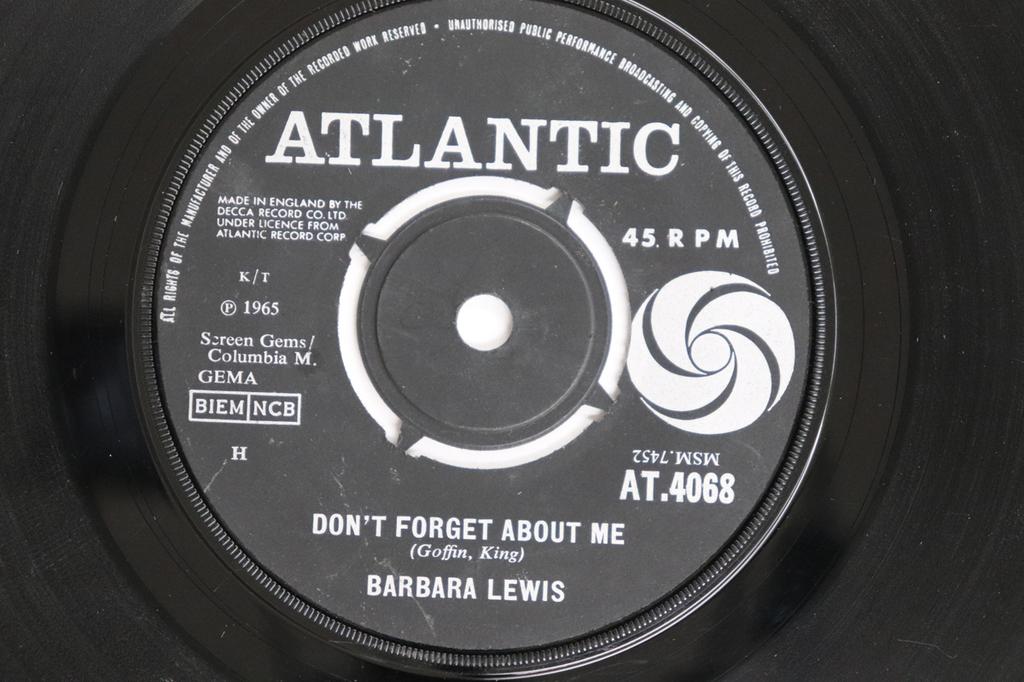 ALL RIGHTS OF THE MANUFACTURER AND OF THE OWNER OF THE RECORDED WORK RESERVED · UNAUTHORISED PUBLIC PERFORMANCE BROADCASTING AND COPYING OF THIS RECORD PROHIBITED
ATLANTIC
MADE IN ENGLAND BY THE
DECCA RECORD CO. LTD.
UNDER LICENCE FROM
ATLANTIC RECORD CORP.
45. R P M
K/T
℗ 1965
Screen Gems/
Columbia M.
GEMA
BIEM NCB
H
MSM.7452
AT.4068
DON'T FORGET ABOUT ME
(Goffin, King)
BARBARA LEWIS